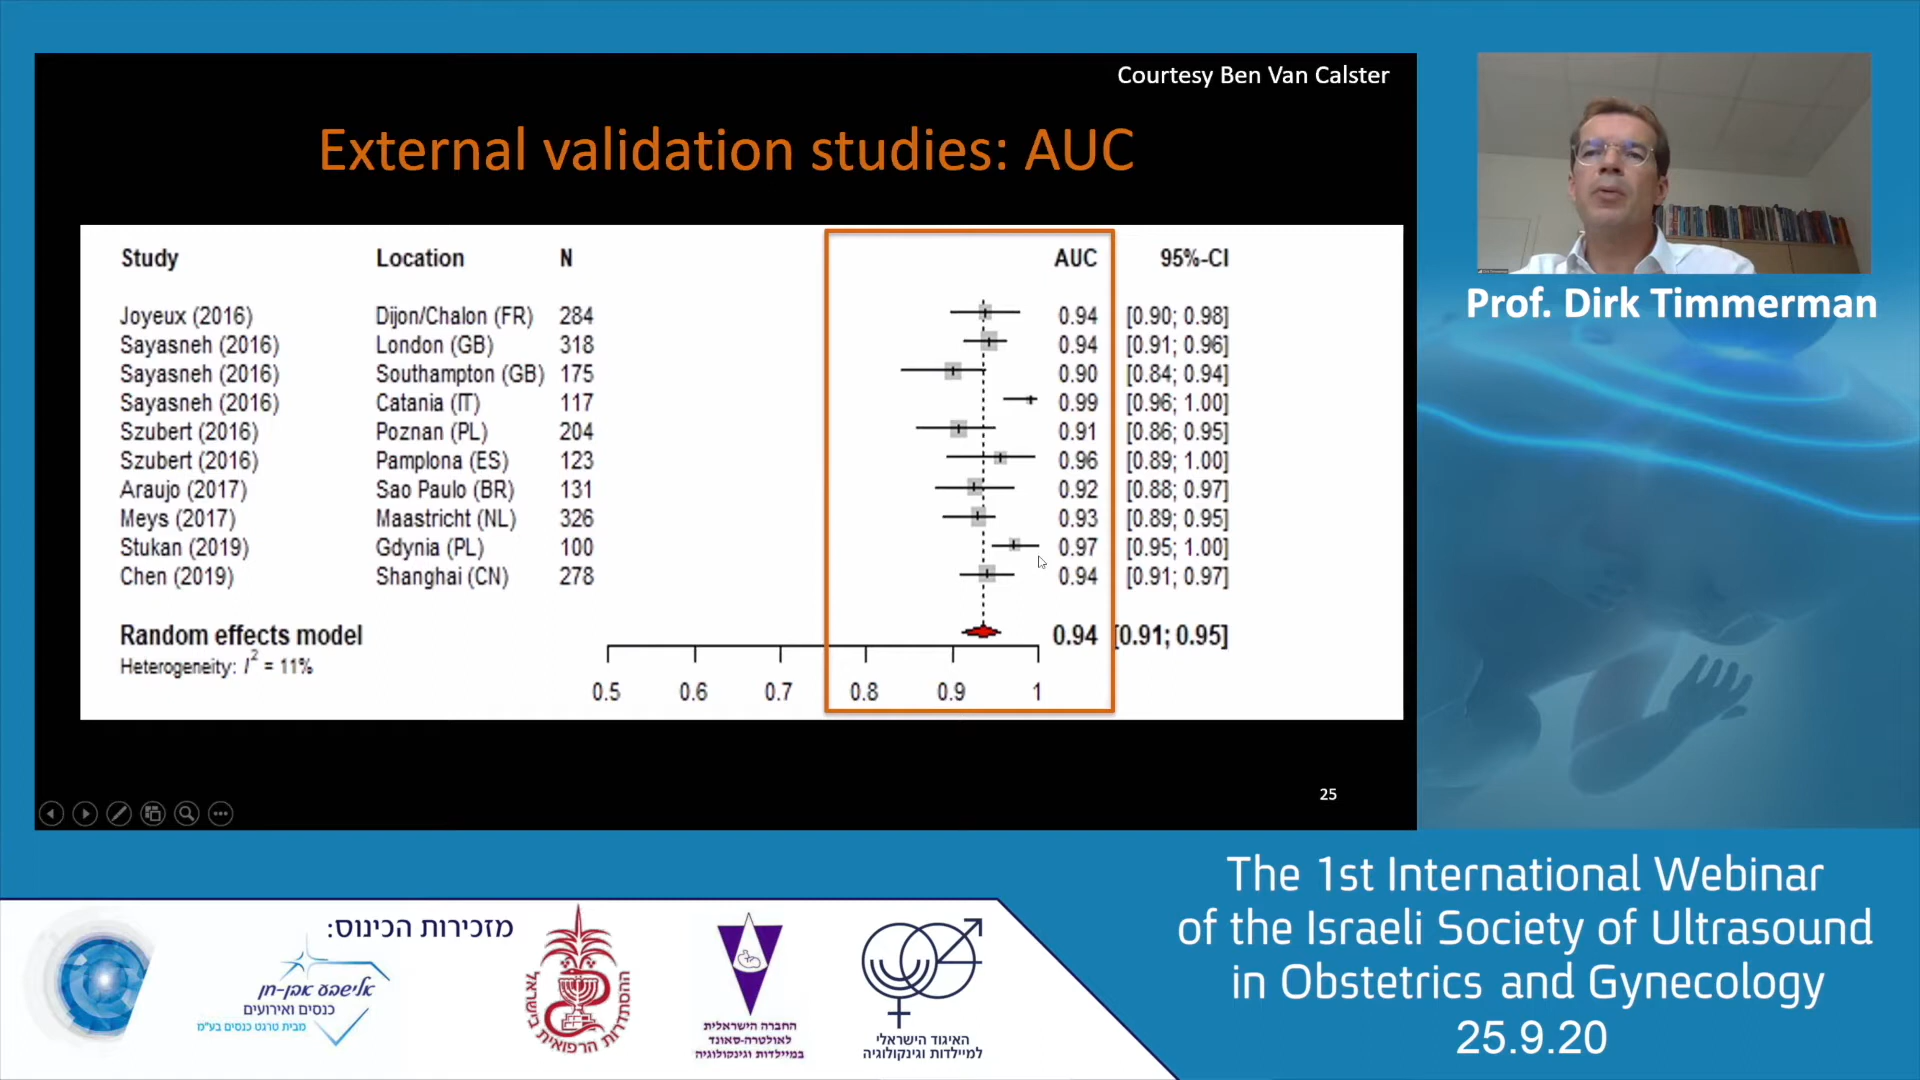 Courtesy Ben Van Calster
External validation studies: AUC
Study Location N AUC 95%-CI
Joyeux (2016) Dijon/Chalon (FR) 284 0.94 [0.90; 0.98]
Sayasneh (2016) London (GB) 318 0.94 [0.91; 0.96]
Sayasneh (2016) Southampton (GB) 175 0.90 [0.84; 0.94]
Sayasneh (2016) Catania (IT) 117 0.99 [0.96; 1.00]
Szubert (2016) Poznan (PL) 204 0.91 [0.86; 0.95]
Szubert (2016) Pamplona (ES) 123 0.96 [0.89; 1.00]
Araujo (2017) Sao Paulo (BR) 131 0.92 [0.88; 0.97]
Meys (2017) Maastricht (NL) 326 0.93 [0.89; 0.95]
Stukan (2019) Gdynia (PL) 100 0.97 [0.95; 1.00]
Chen (2019) Shanghai (CN) 278 0.94 [0.91; 0.97]
Random effects model 0.94 [0.91; 0.95]
Heterogeneity: I² = 11%
0.5 0.6 0.7 0.8 0.9 1
25
Prof. Dirk Timmerman
The 1st International Webinar
of the Israeli Society of Ultrasound
in Obstetrics and Gynecology
25.9.20
מזכירות הכינוס:
אלישבע אבן-חן
כנסים ואירועים
מבית טרגט כנסים בע"מ
ההסתדרות הרפואית בישראל
החברה הישראלית
לאולטרה-סאונד
במיילדות וגינקולוגיה
האיגוד הישראלי
למיילדות וגינקולוגיה